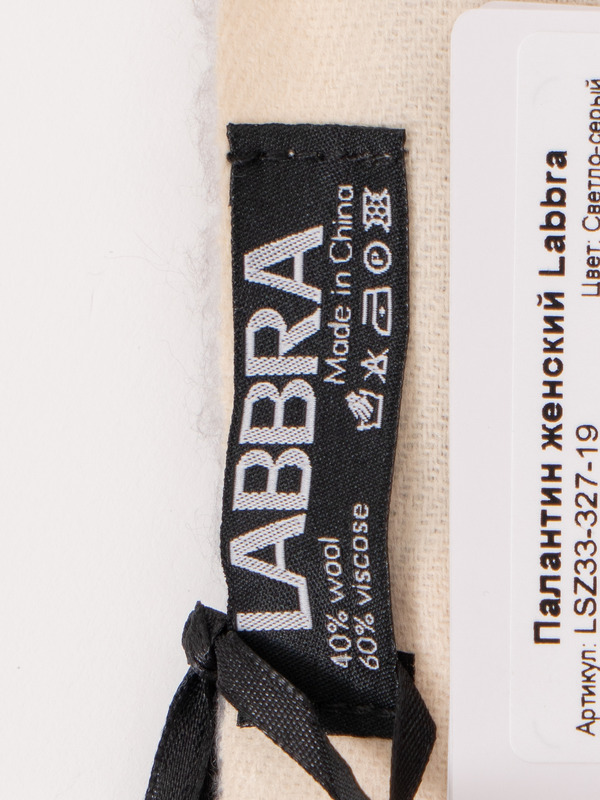 LABBRA
40% wool
60% viscose
Made in China
Палантин женский Labbra
Артикул: LSZ33-327-19
Цвет: Светло-серый